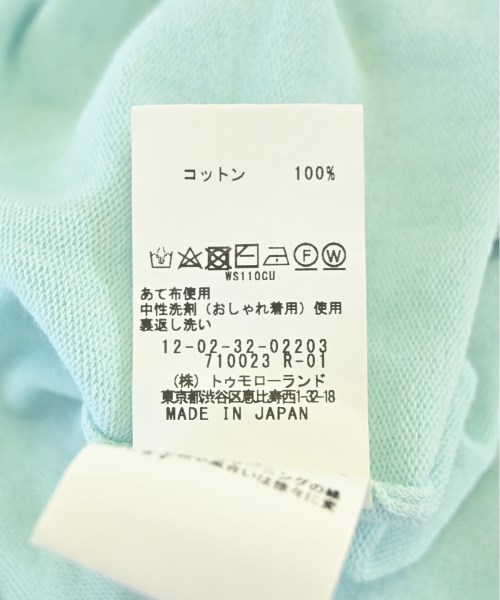 コットン 100%
F W
WS110CU
あて布使用
中性洗剤（おしゃれ着用）使用
裏返し洗い
12-02-32-02203
710023 R-01
（株）トゥモローランド
東京都渋谷区恵比寿西1-32-18
MADE IN JAPAN